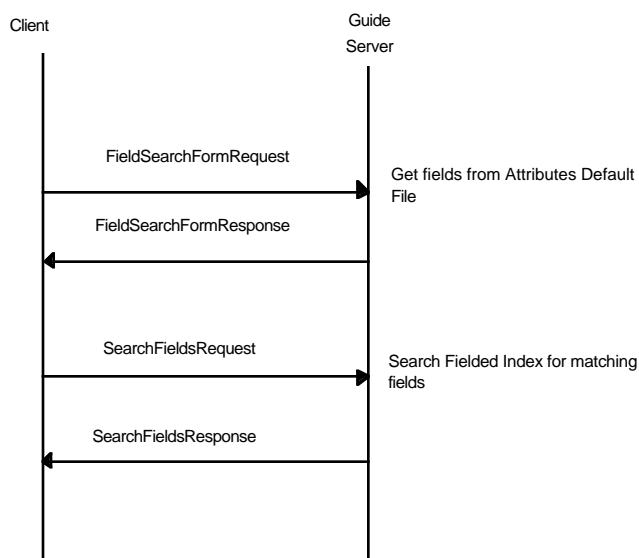 Client
Guide
Server
FieldSearchFormRequest
Get fields from Attributes Default
File
FieldSearchFormResponse
SearchFieldsRequest
Search Fielded Index for matching
fields
SearchFieldsResponse